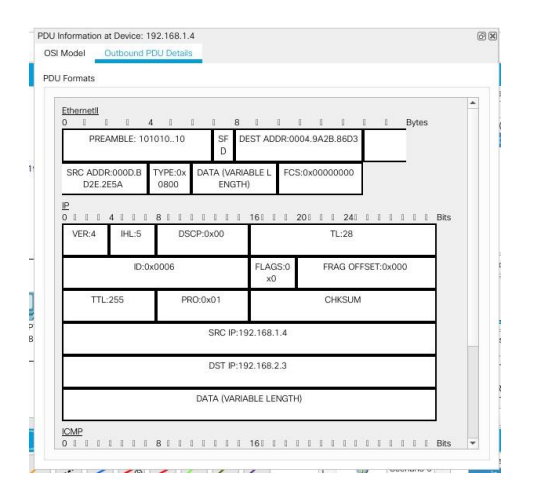 PDU Information at Device: 192.168.1.4
OSI Model Outbound PDU Details
PDU Formats
EthernetII
0 4 8 Bytes
PREAMBLE: 101010..10 SF D DEST ADDR:0004.9A2B.86D3
SRC ADDR:000D.B D2E.2E5A TYPE:0x 0800 DATA (VARIABLE L ENGTH) FCS:0x00000000
IP
0 4 8 16 20 24 Bits
VER:4 IHL:5 DSCP:0x00 TL:28
ID:0x0006 FLAGS:0 x0 FRAG OFFSET:0x000
TTL:255 PRO:0x01 CHKSUM
SRC IP:192.168.1.4
DST IP:192.168.2.3
DATA (VARIABLE LENGTH)
ICMP
0 8 16 Bits